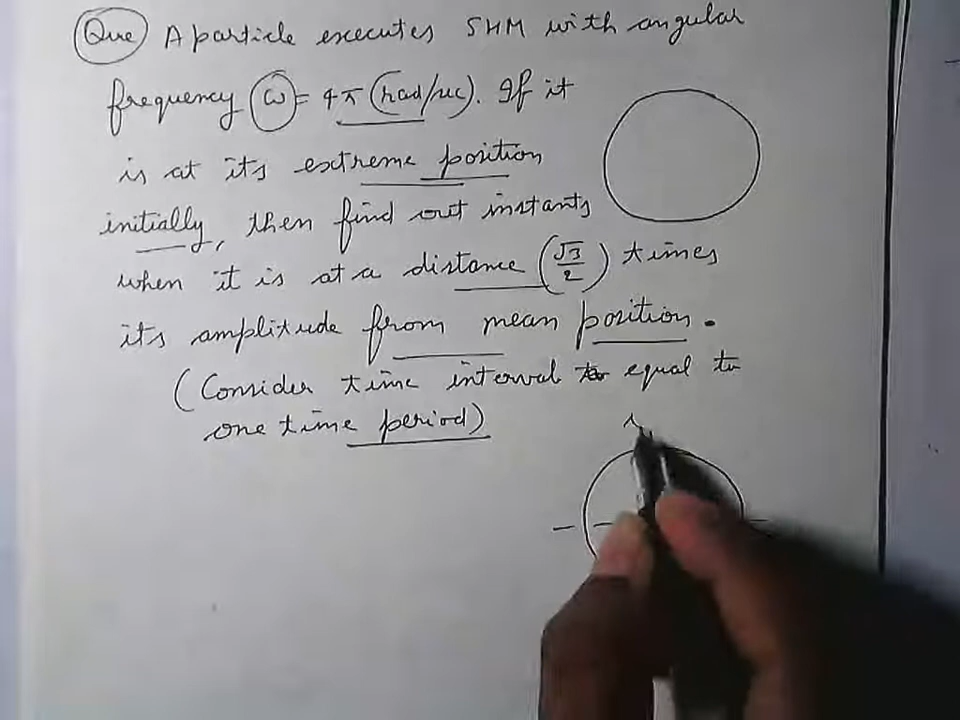 Que A particle executes SHM with angular
frequency ω = 4π (rad/sec). If it
is at its extreme position
initially, then find out instants
when it is at a distance (√3/2) times
its amplitude from mean position.
(Consider time interval equal to
one time period)